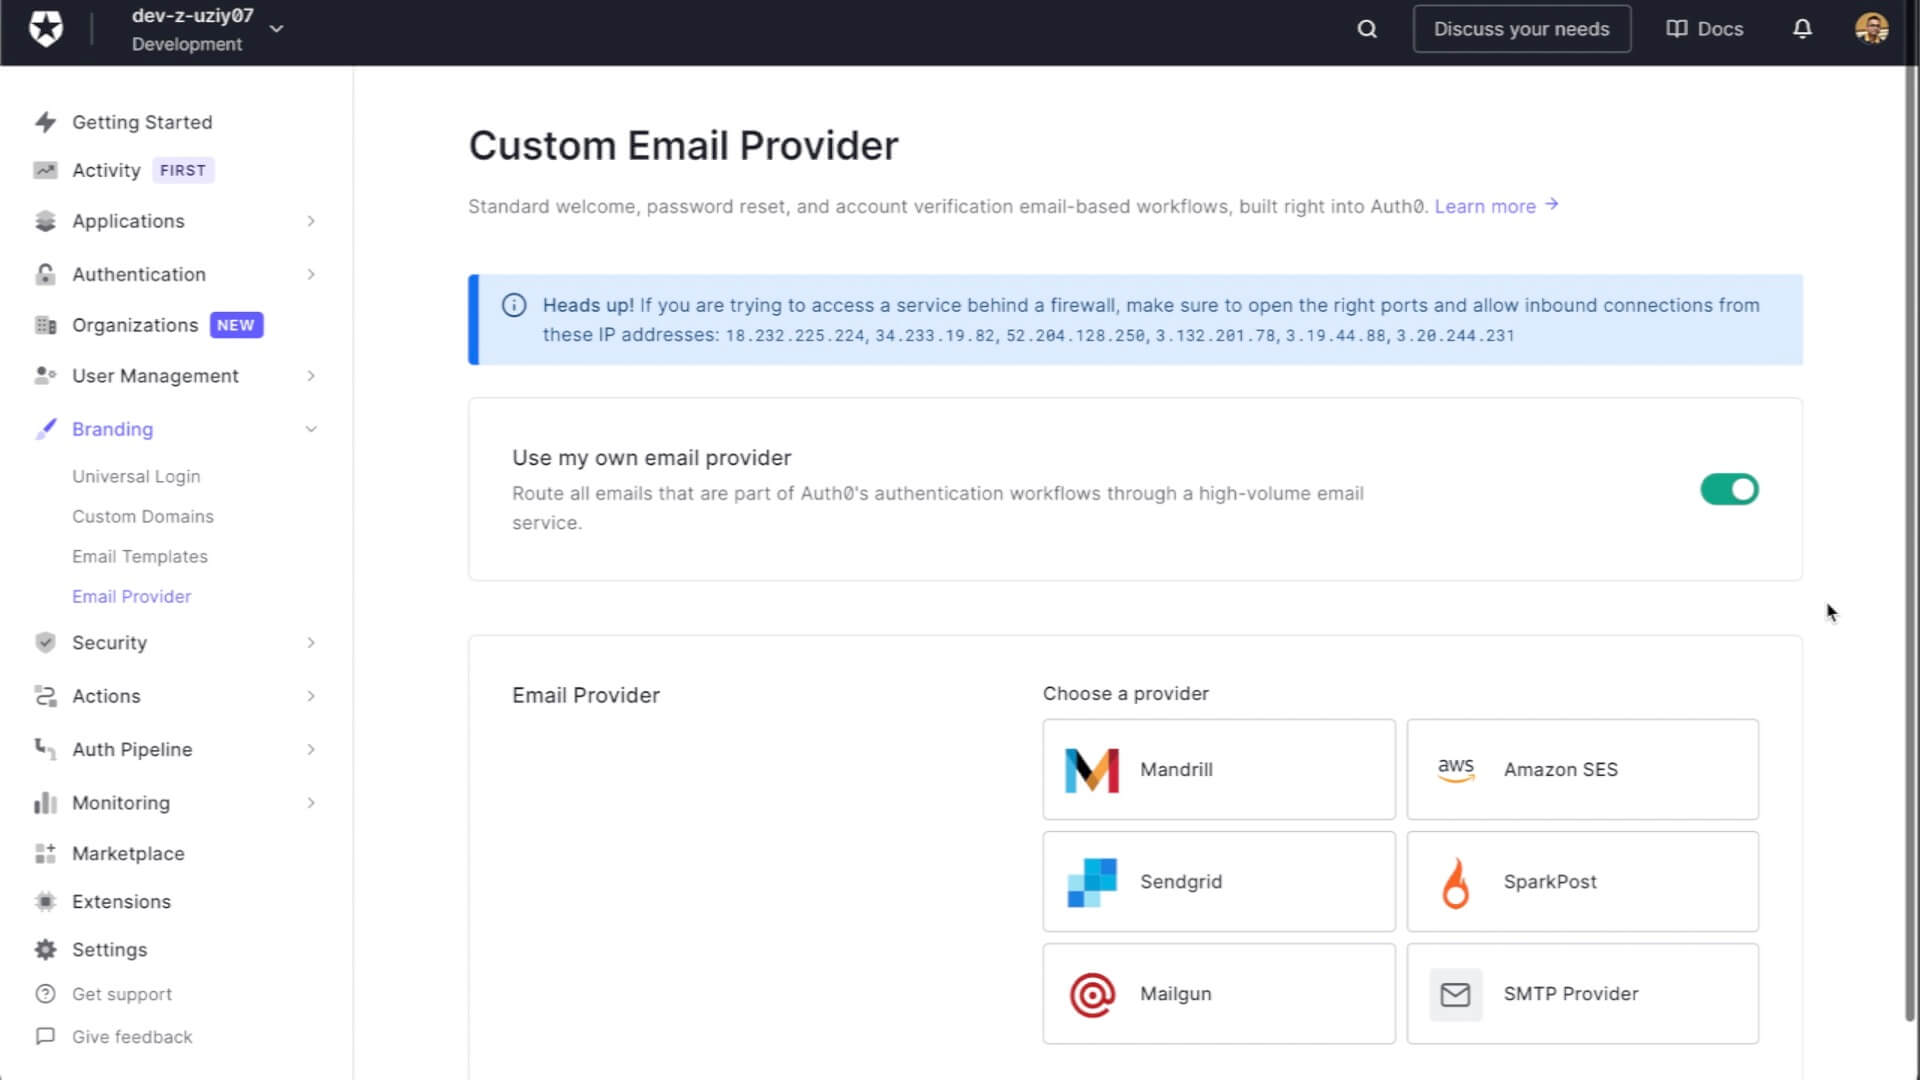 dev-z-uziy07
Development
Discuss your needs
Docs
Getting Started
Activity FIRST
Applications
Authentication
Organizations NEW
User Management
Branding
Universal Login
Custom Domains
Email Templates
Email Provider
Security
Actions
Auth Pipeline
Monitoring
Marketplace
Extensions
Settings
Get support
Give feedback
Custom Email Provider
Standard welcome, password reset, and account verification email-based workflows, built right into Auth0. Learn more →
Heads up! If you are trying to access a service behind a firewall, make sure to open the right ports and allow inbound connections from
these IP addresses: 18.232.225.224, 34.233.19.82, 52.204.128.250, 3.132.201.78, 3.19.44.88, 3.20.244.231
Use my own email provider
Route all emails that are part of Auth0's authentication workflows through a high-volume email
service.
Email Provider
Choose a provider
Mandrill
aws Amazon SES
Sendgrid
SparkPost
Mailgun
SMTP Provider